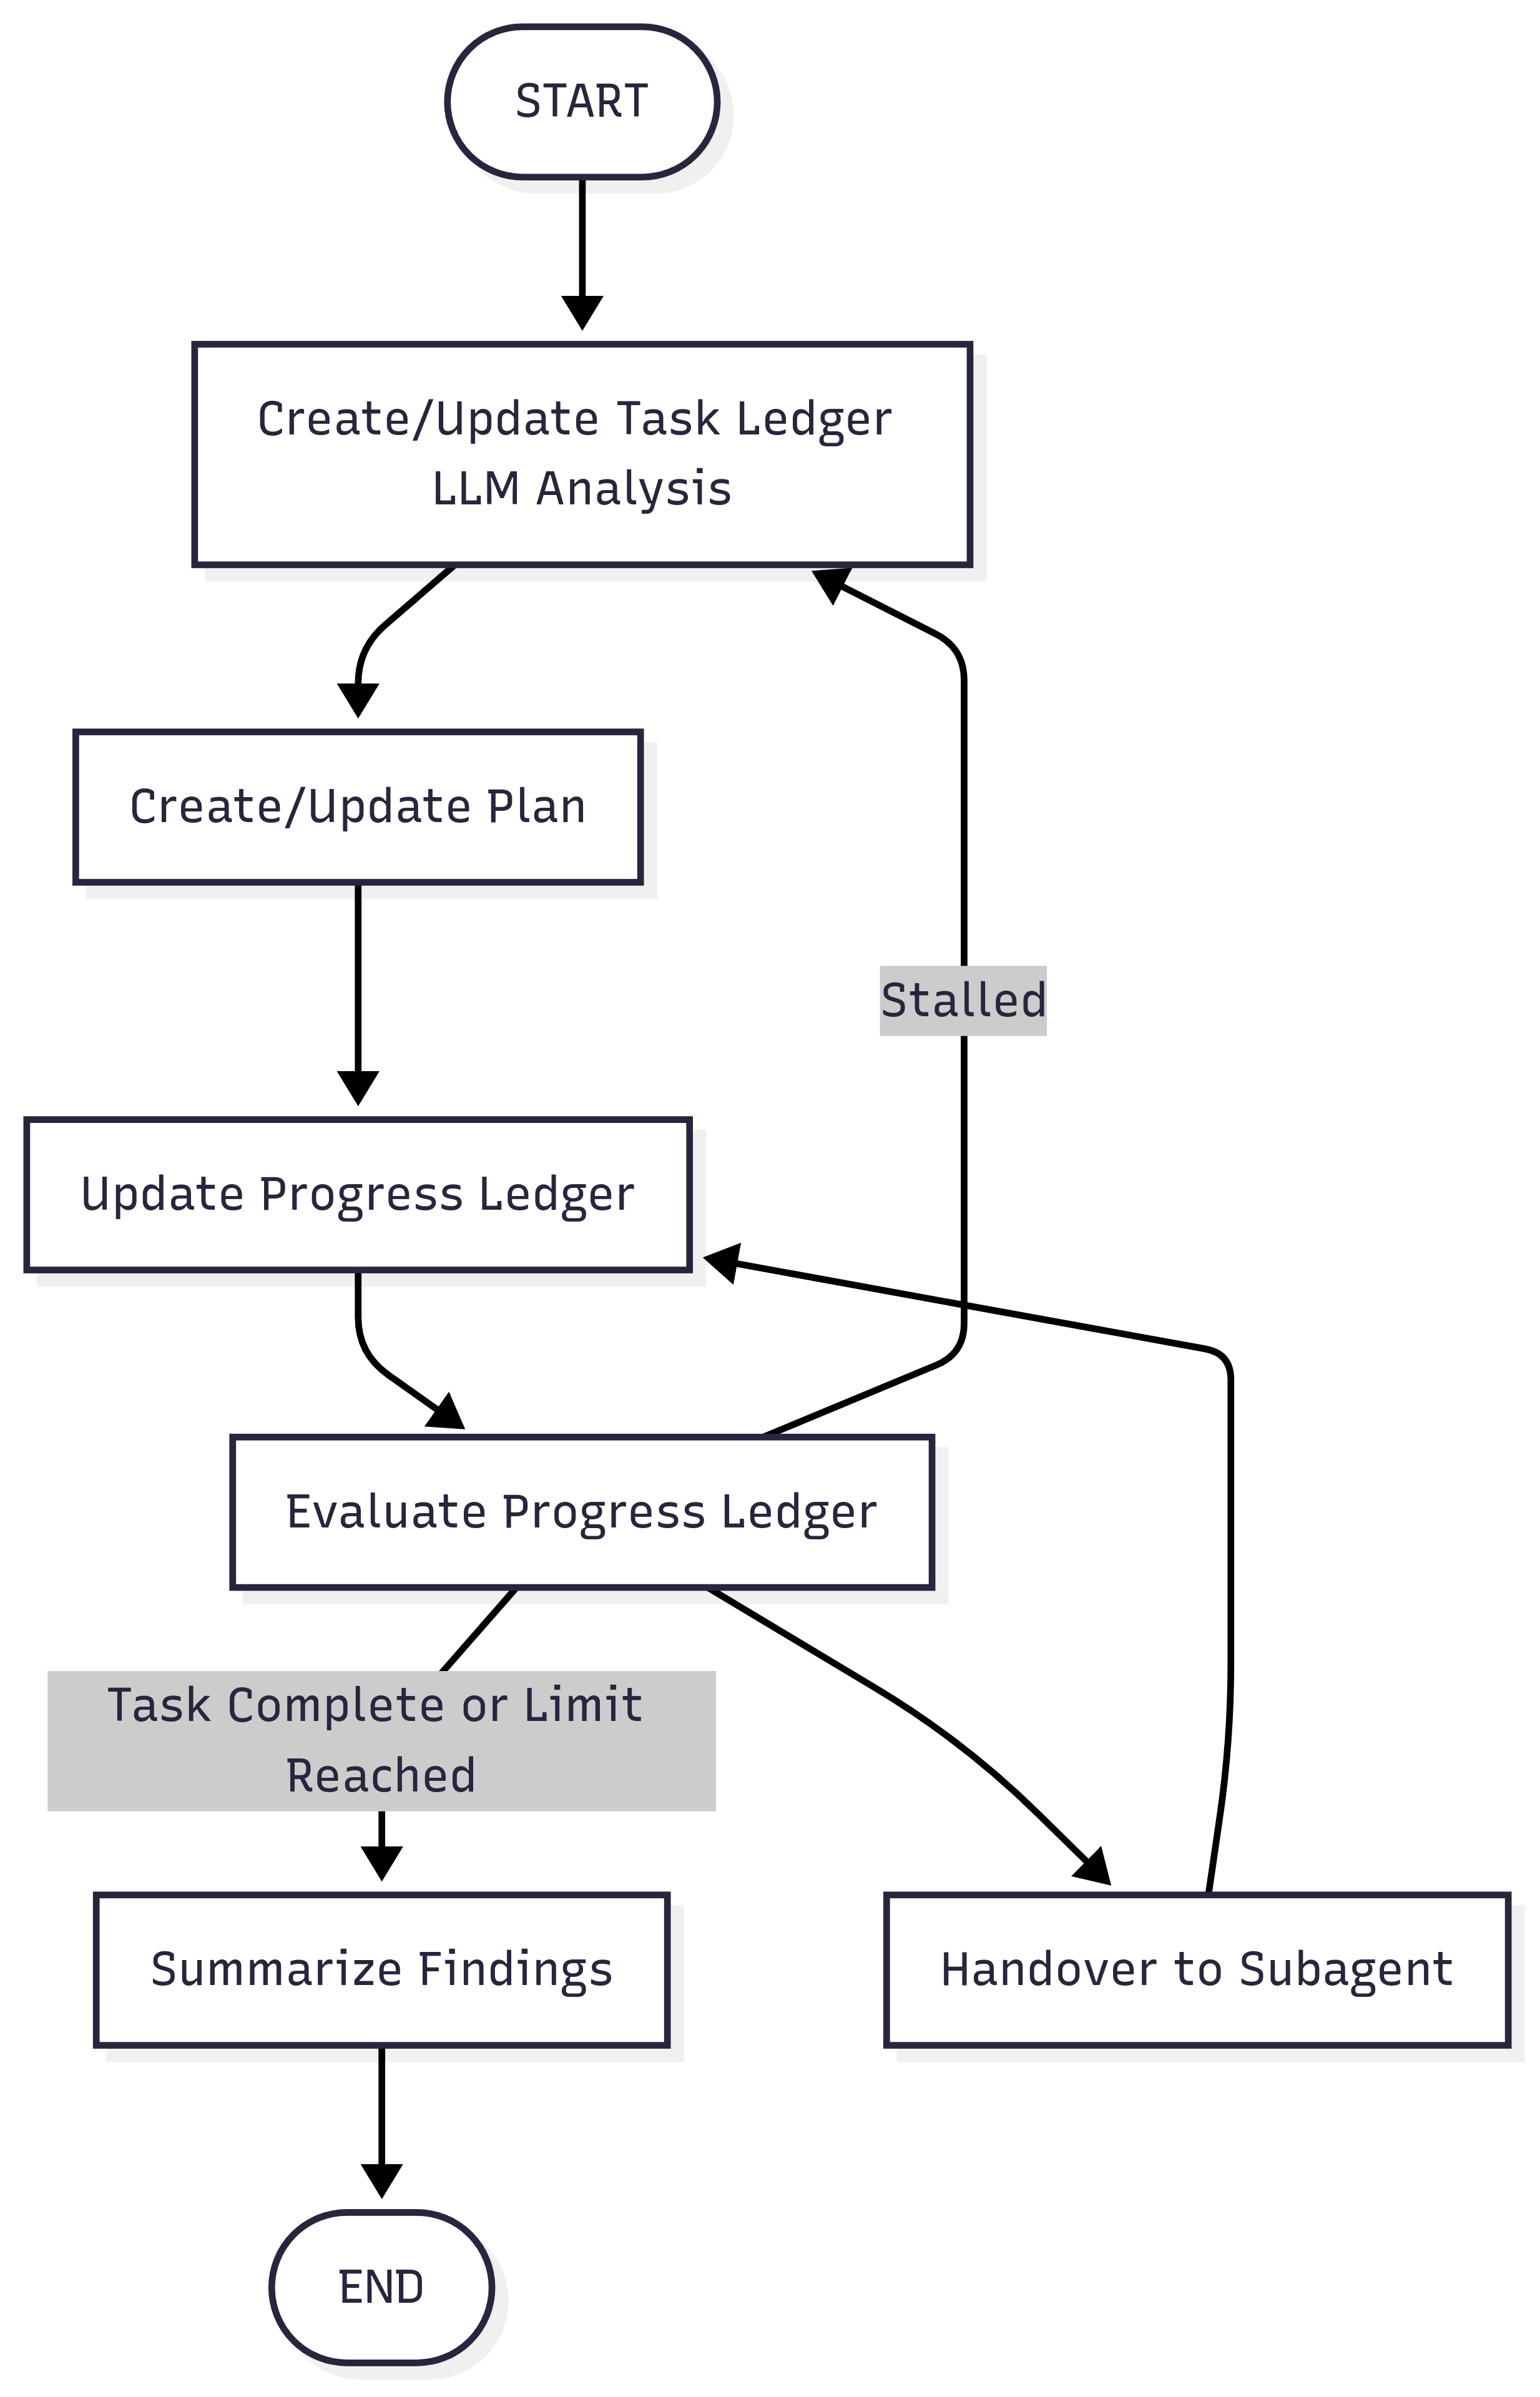 START
Create/Update Task Ledger
LLM Analysis
Create/Update Plan
Stalled
Update Progress Ledger
Evaluate Progress Ledger
Task Complete or Limit
Reached
Summarize Findings
Handover to Subagent
END